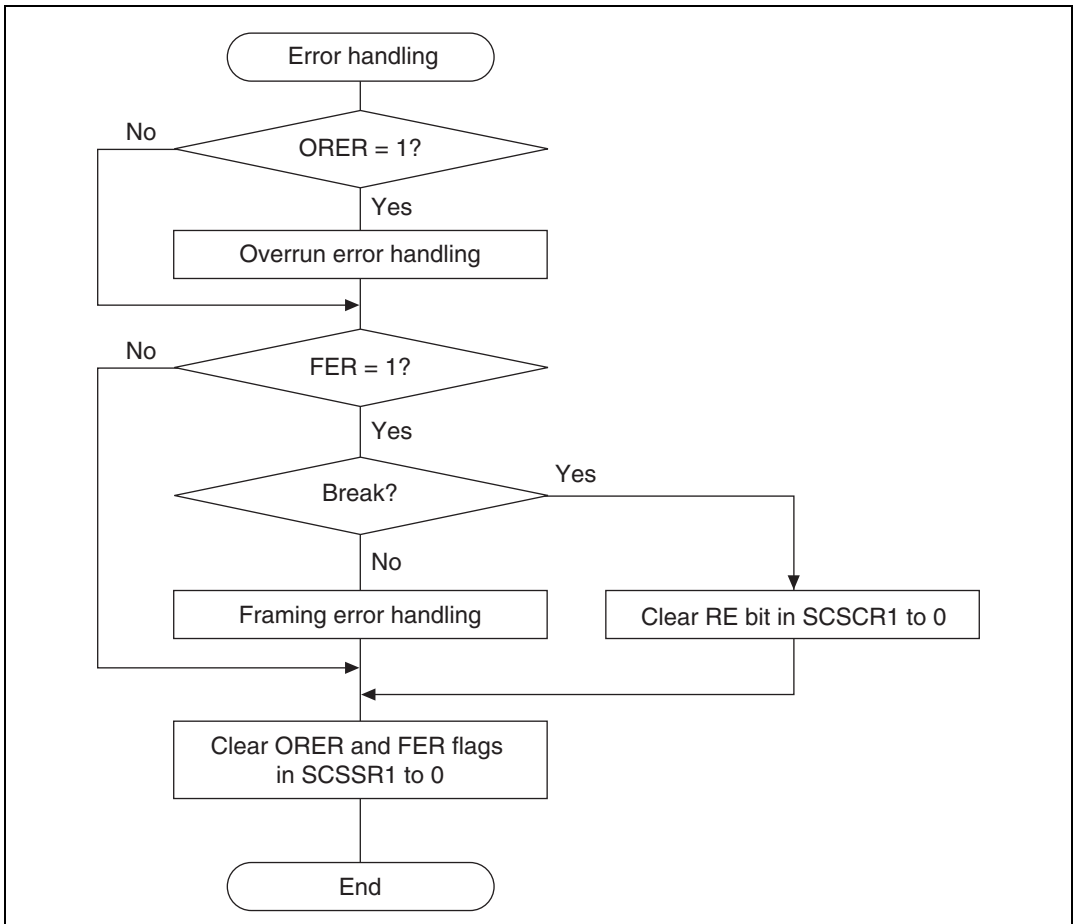 Error handling
No
ORER = 1?
Yes
Overrun error handling
No
FER = 1?
Yes
Break?
Yes
No
Framing error handling
Clear RE bit in SCSCR1 to 0
Clear ORER and FER flags
in SCSSR1 to 0
End